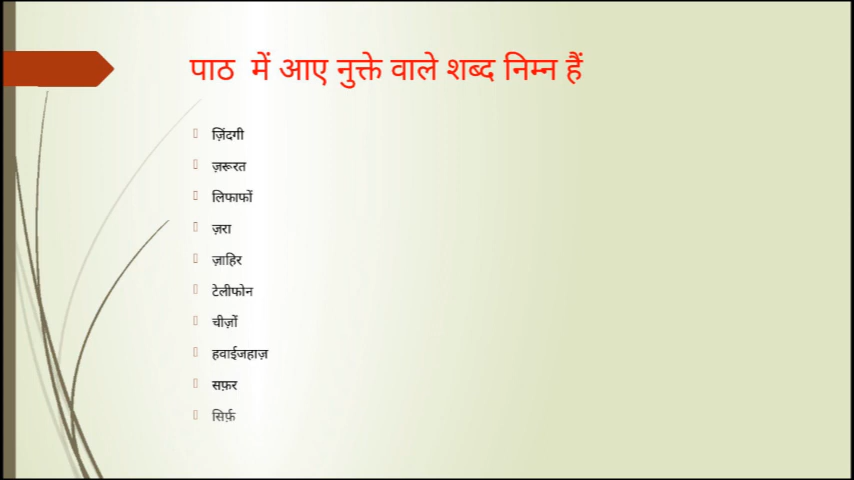 पाठ में आए नुक्ते वाले शब्द निम्न हैं
ज़िंदगी
ज़रूरत
लिफाफों
ज़रा
ज़ाहिर
टेलीफोन
चीज़ों
हवाईजहाज़
सफ़र
सिर्फ़